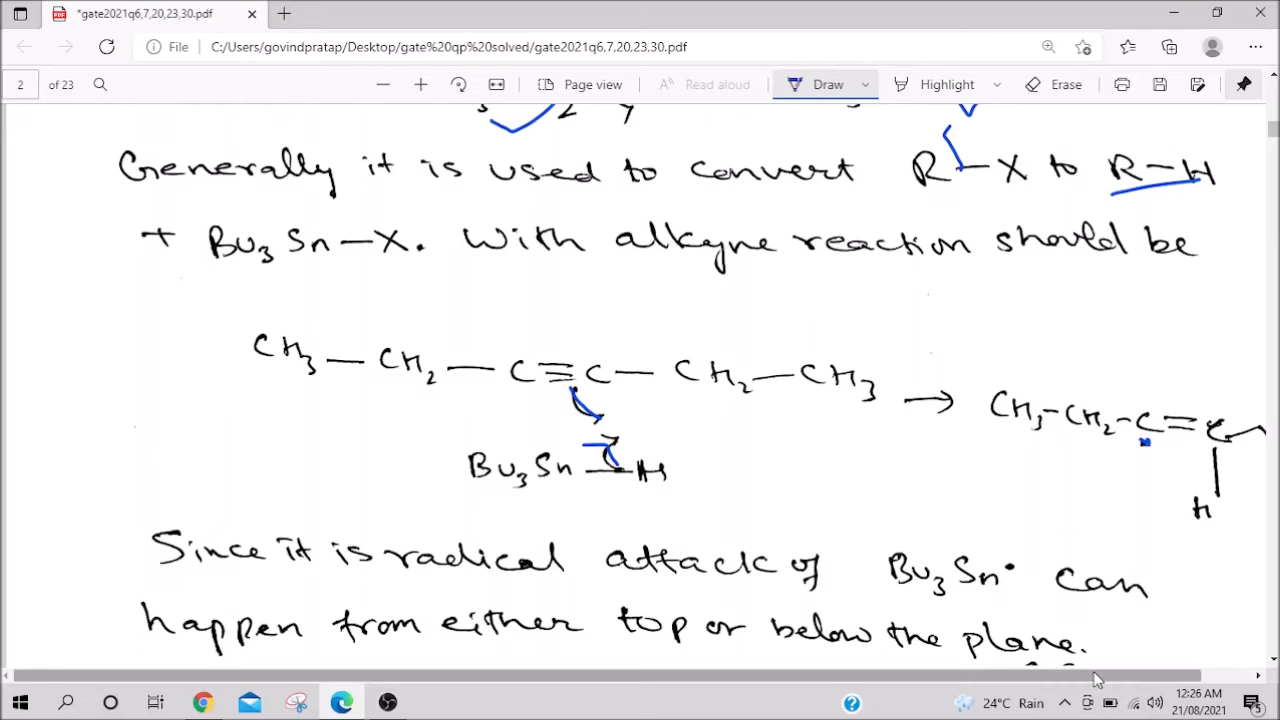 *gate2021q6,7,20,23,30.pdf
File C:/Users/govindpratap/Desktop/gate%20qp%20solved/gate2021q6,7,20,23,30.pdf
2 of 23 Page view Read aloud Draw Highlight Erase
Generally it is used to convert R-X to R-H
+ Bu3Sn-X. With alkyne reaction should be
CH3-CH2-C≡C-CH2-CH3 → CH3-CH2-C=C
Bu3Sn-H
H
Since it is radical attack of Bu3Sn• can
happen from either top or below the plane.
24°C Rain 12:26 AM
21/08/2021 5